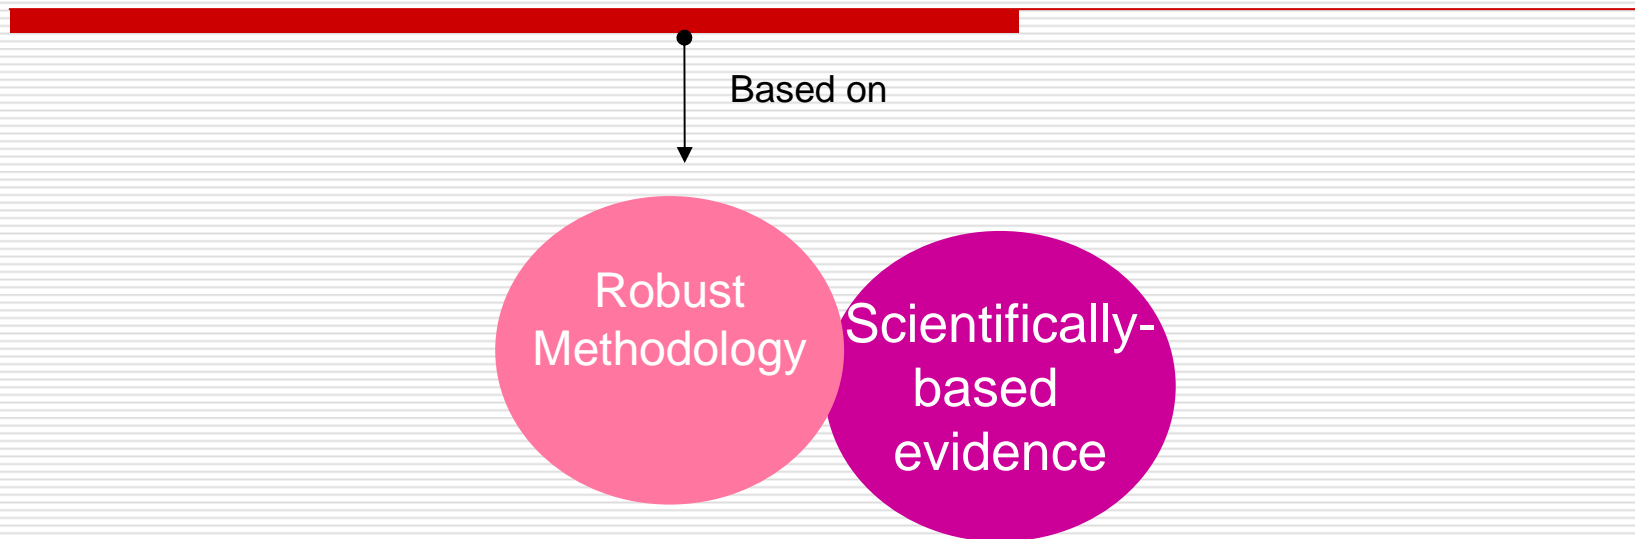 Based on
Robust
Methodology
Scientifically-
based
evidence